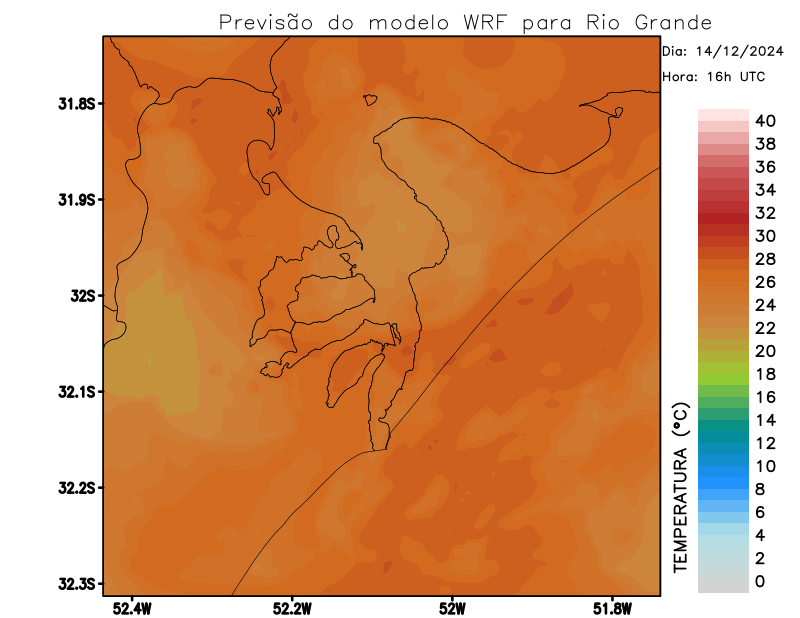 Previsão do modelo WRF para Rio Grande
Dia: 14/12/2024
Hora: 16h UTC
31.8S
31.9S
32S
32.1S
32.2S
32.3S
52.4W
52.2W
52W
51.8W
TEMPERATURA (°C)
40
38
36
34
32
30
28
26
24
22
20
18
16
14
12
10
8
6
4
2
0